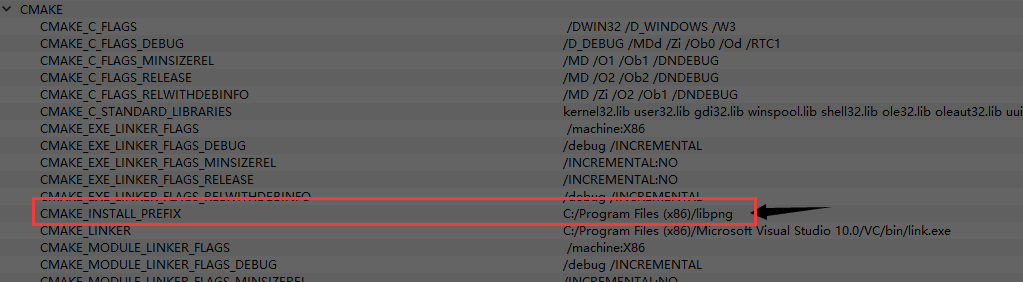 CMAKE
CMAKE_C_FLAGS /DWIN32 /D_WINDOWS /W3
CMAKE_C_FLAGS_DEBUG /D_DEBUG /MDd /Zi /Ob0 /Od /RTC1
CMAKE_C_FLAGS_MINSIZEREL /MD /O1 /Ob1 /DNDEBUG
CMAKE_C_FLAGS_RELEASE /MD /O2 /Ob2 /DNDEBUG
CMAKE_C_FLAGS_RELWITHDEBINFO /MD /Zi /O2 /Ob1 /DNDEBUG
CMAKE_C_STANDARD_LIBRARIES kernel32.lib user32.lib gdi32.lib winspool.lib shell32.lib ole32.lib oleaut32.lib uui
CMAKE_EXE_LINKER_FLAGS /machine:X86
CMAKE_EXE_LINKER_FLAGS_DEBUG /debug /INCREMENTAL
CMAKE_EXE_LINKER_FLAGS_MINSIZEREL /INCREMENTAL:NO
CMAKE_EXE_LINKER_FLAGS_RELEASE /INCREMENTAL:NO
CMAKE_EXE_LINKER_FLAGS_RELWITHDEBINFO /debug /INCREMENTAL
CMAKE_INSTALL_PREFIX C:/Program Files (x86)/libpng
CMAKE_LINKER C:/Program Files (x86)/Microsoft Visual Studio 10.0/VC/bin/link.exe
CMAKE_MODULE_LINKER_FLAGS /machine:X86
CMAKE_MODULE_LINKER_FLAGS_DEBUG /debug /INCREMENTAL
CMAKE_MODULE_LINKER_FLAGS_MINSIZEREL /INCREMENTAL:NO